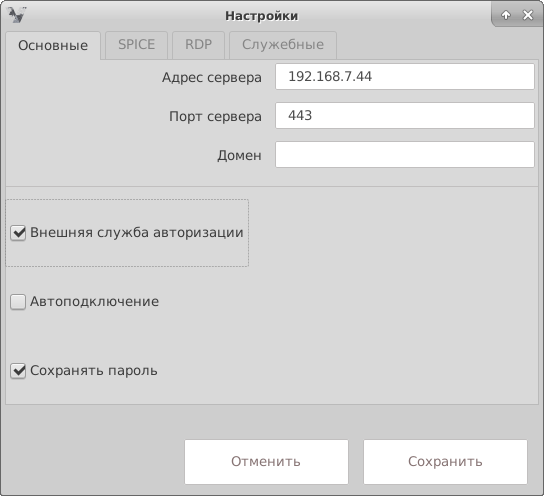 Настройки
Основные SPICE RDP Служебные
Адрес сервера 192.168.7.44
Порт сервера 443
Домен
Внешняя служба авторизации
Автоподключение
Сохранять пароль
Отменить Сохранить